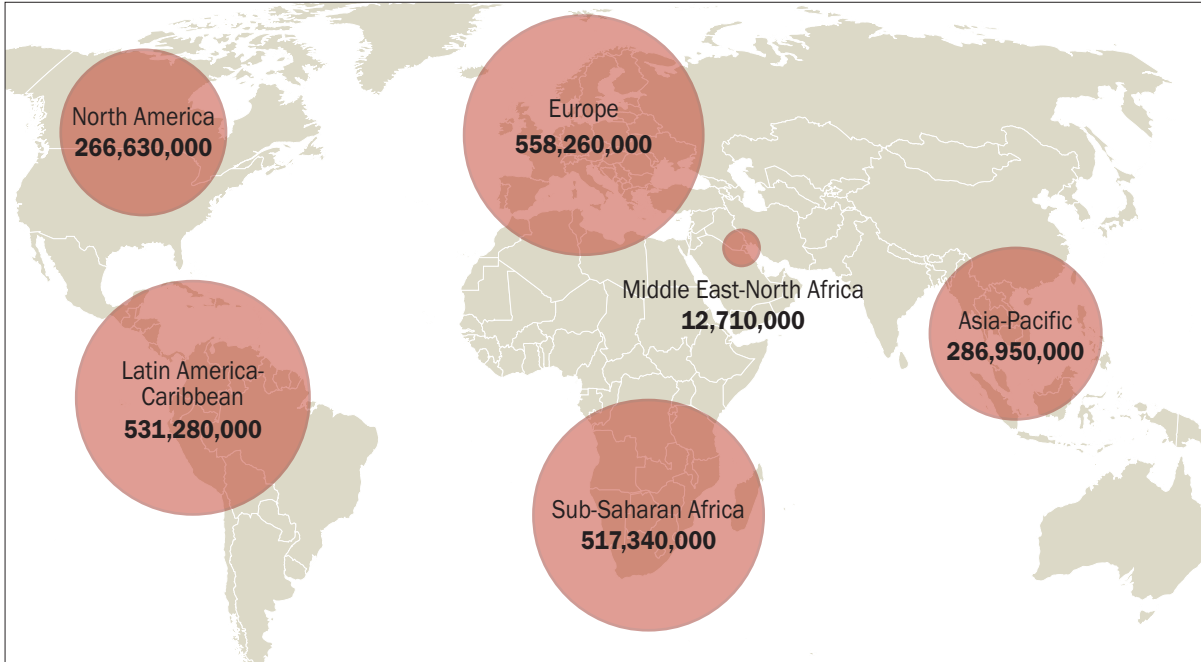 North America
266,630,000
Europe
558,260,000
Middle East-North Africa
12,710,000
Asia-Pacific
286,950,000
Latin America-
Caribbean
531,280,000
Sub-Saharan Africa
517,340,000